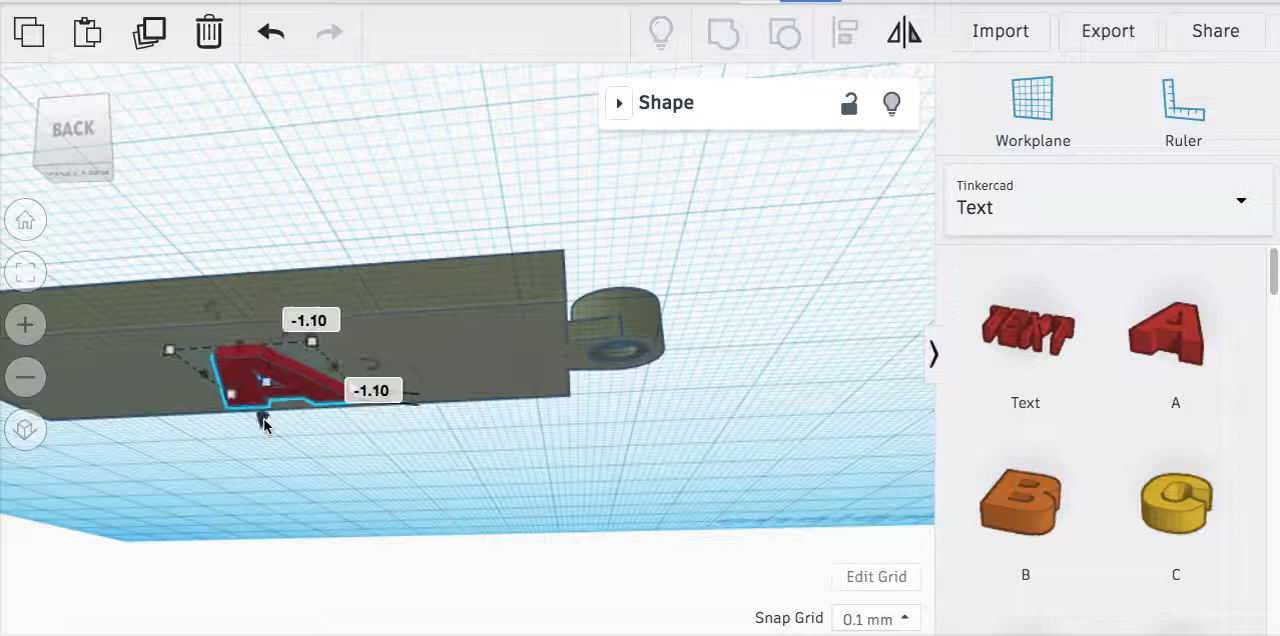 Import
Export
Share
BACK
Shape
Workplane
Ruler
Tinkercad
Text
-1.10
-1.10
TEXT
Text
A
B
C
Edit Grid
Snap Grid
0.1 mm